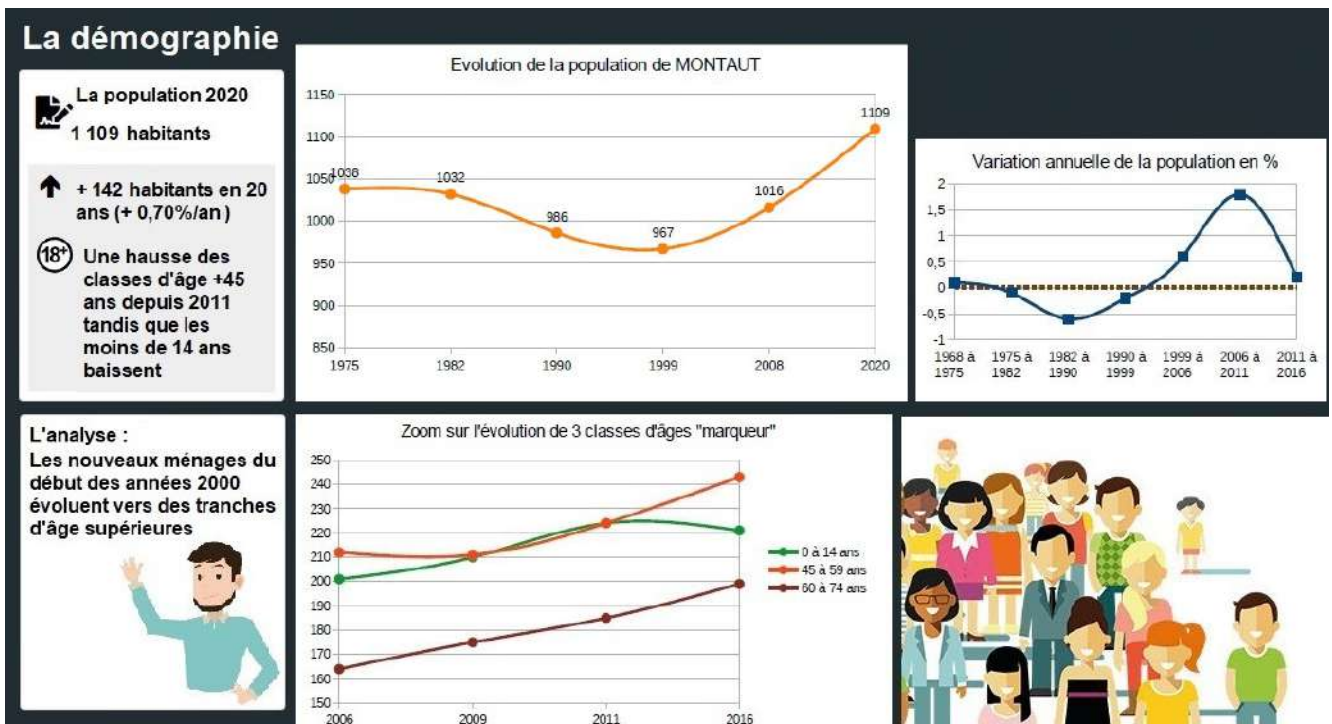 La démographie
La population 2020
1 109 habitants
+ 142 habitants en 20
ans (+ 0,70%/an )
18+
Une hausse des
classes d'âge +45
ans depuis 2011
tandis que les
moins de 14 ans
baissent
Evolution de la population de MONTAUT
1150
1100
1050
1000
950
900
850
1038
1032
986
967
1016
1109
1975
1982
1990
1999
2008
2020
Variation annuelle de la population en %
2
1,5
1
0,5
0
-0,5
-1
1968 à
1975
1975 à
1982
1982 à
1990
1990 à
1999
1999 à
2006
2006 à
2011
2011 à
2016
L'analyse :
Les nouveaux ménages du
début des années 2000
évoluent vers des tranches
d'âge supérieures
Zoom sur l'évolution de 3 classes d'âges "marqueur"
250
240
230
220
210
200
190
180
170
160
150
2006
2009
2011
2016
0 à 14 ans
45 à 59 ans
60 à 74 ans